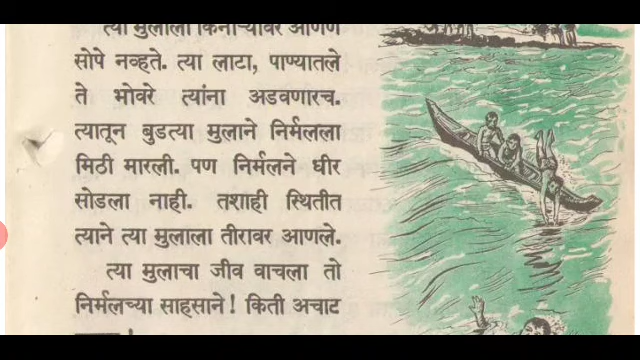 त्या मुलाला किनाऱ्यावर आणणे
सोपे नव्हते. त्या लाटा, पाण्यातले
ते भोवरे त्यांना अडवणारच.
त्यातून बुडत्या मुलाने निर्मलला
मिठी मारली. पण निर्मलने धीर
सोडला नाही. तशाही स्थितीत
त्याने त्या मुलाला तीरावर आणले.
त्या मुलाचा जीव वाचला तो
निर्मलच्या साहसाने! किती अचाट